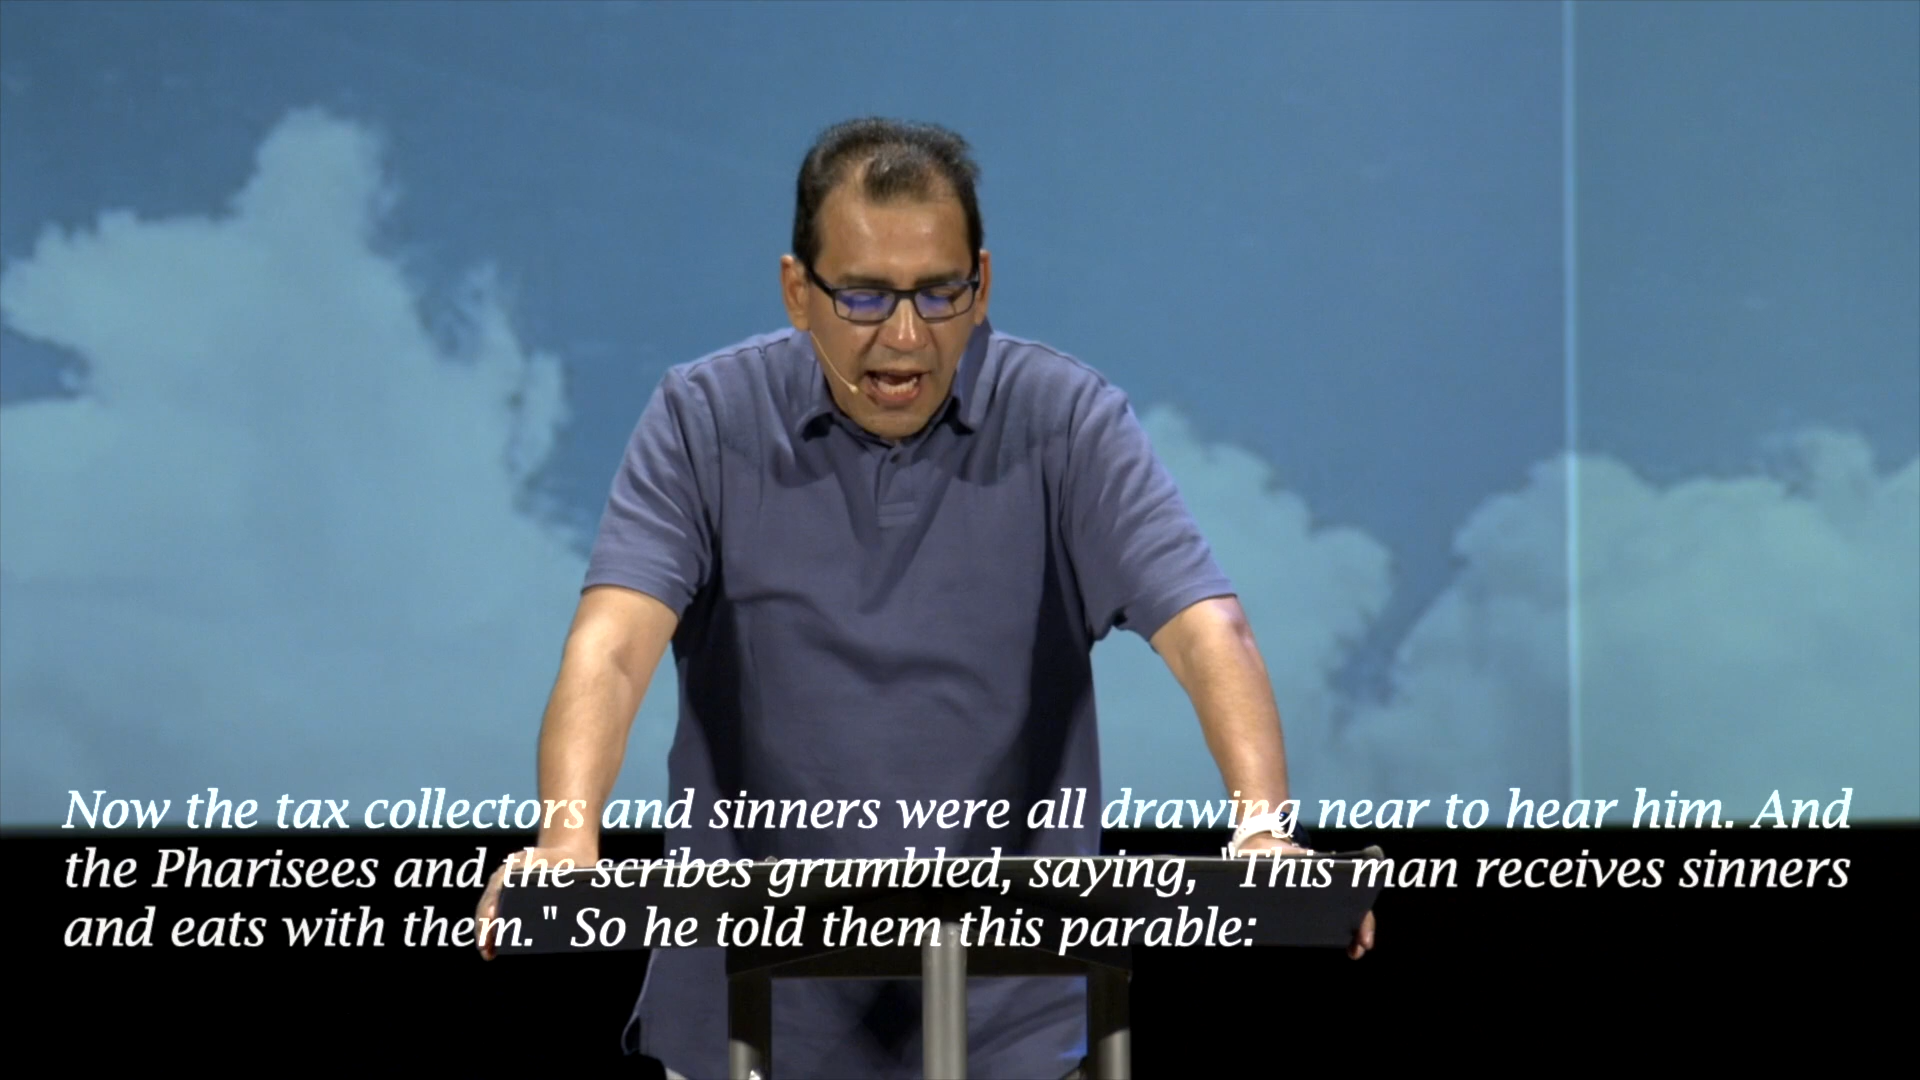 Now the tax collectors and sinners were all drawing near to hear him. And
the Pharisees and the scribes grumbled, saying, "This man receives sinners
and eats with them." So he told them this parable: